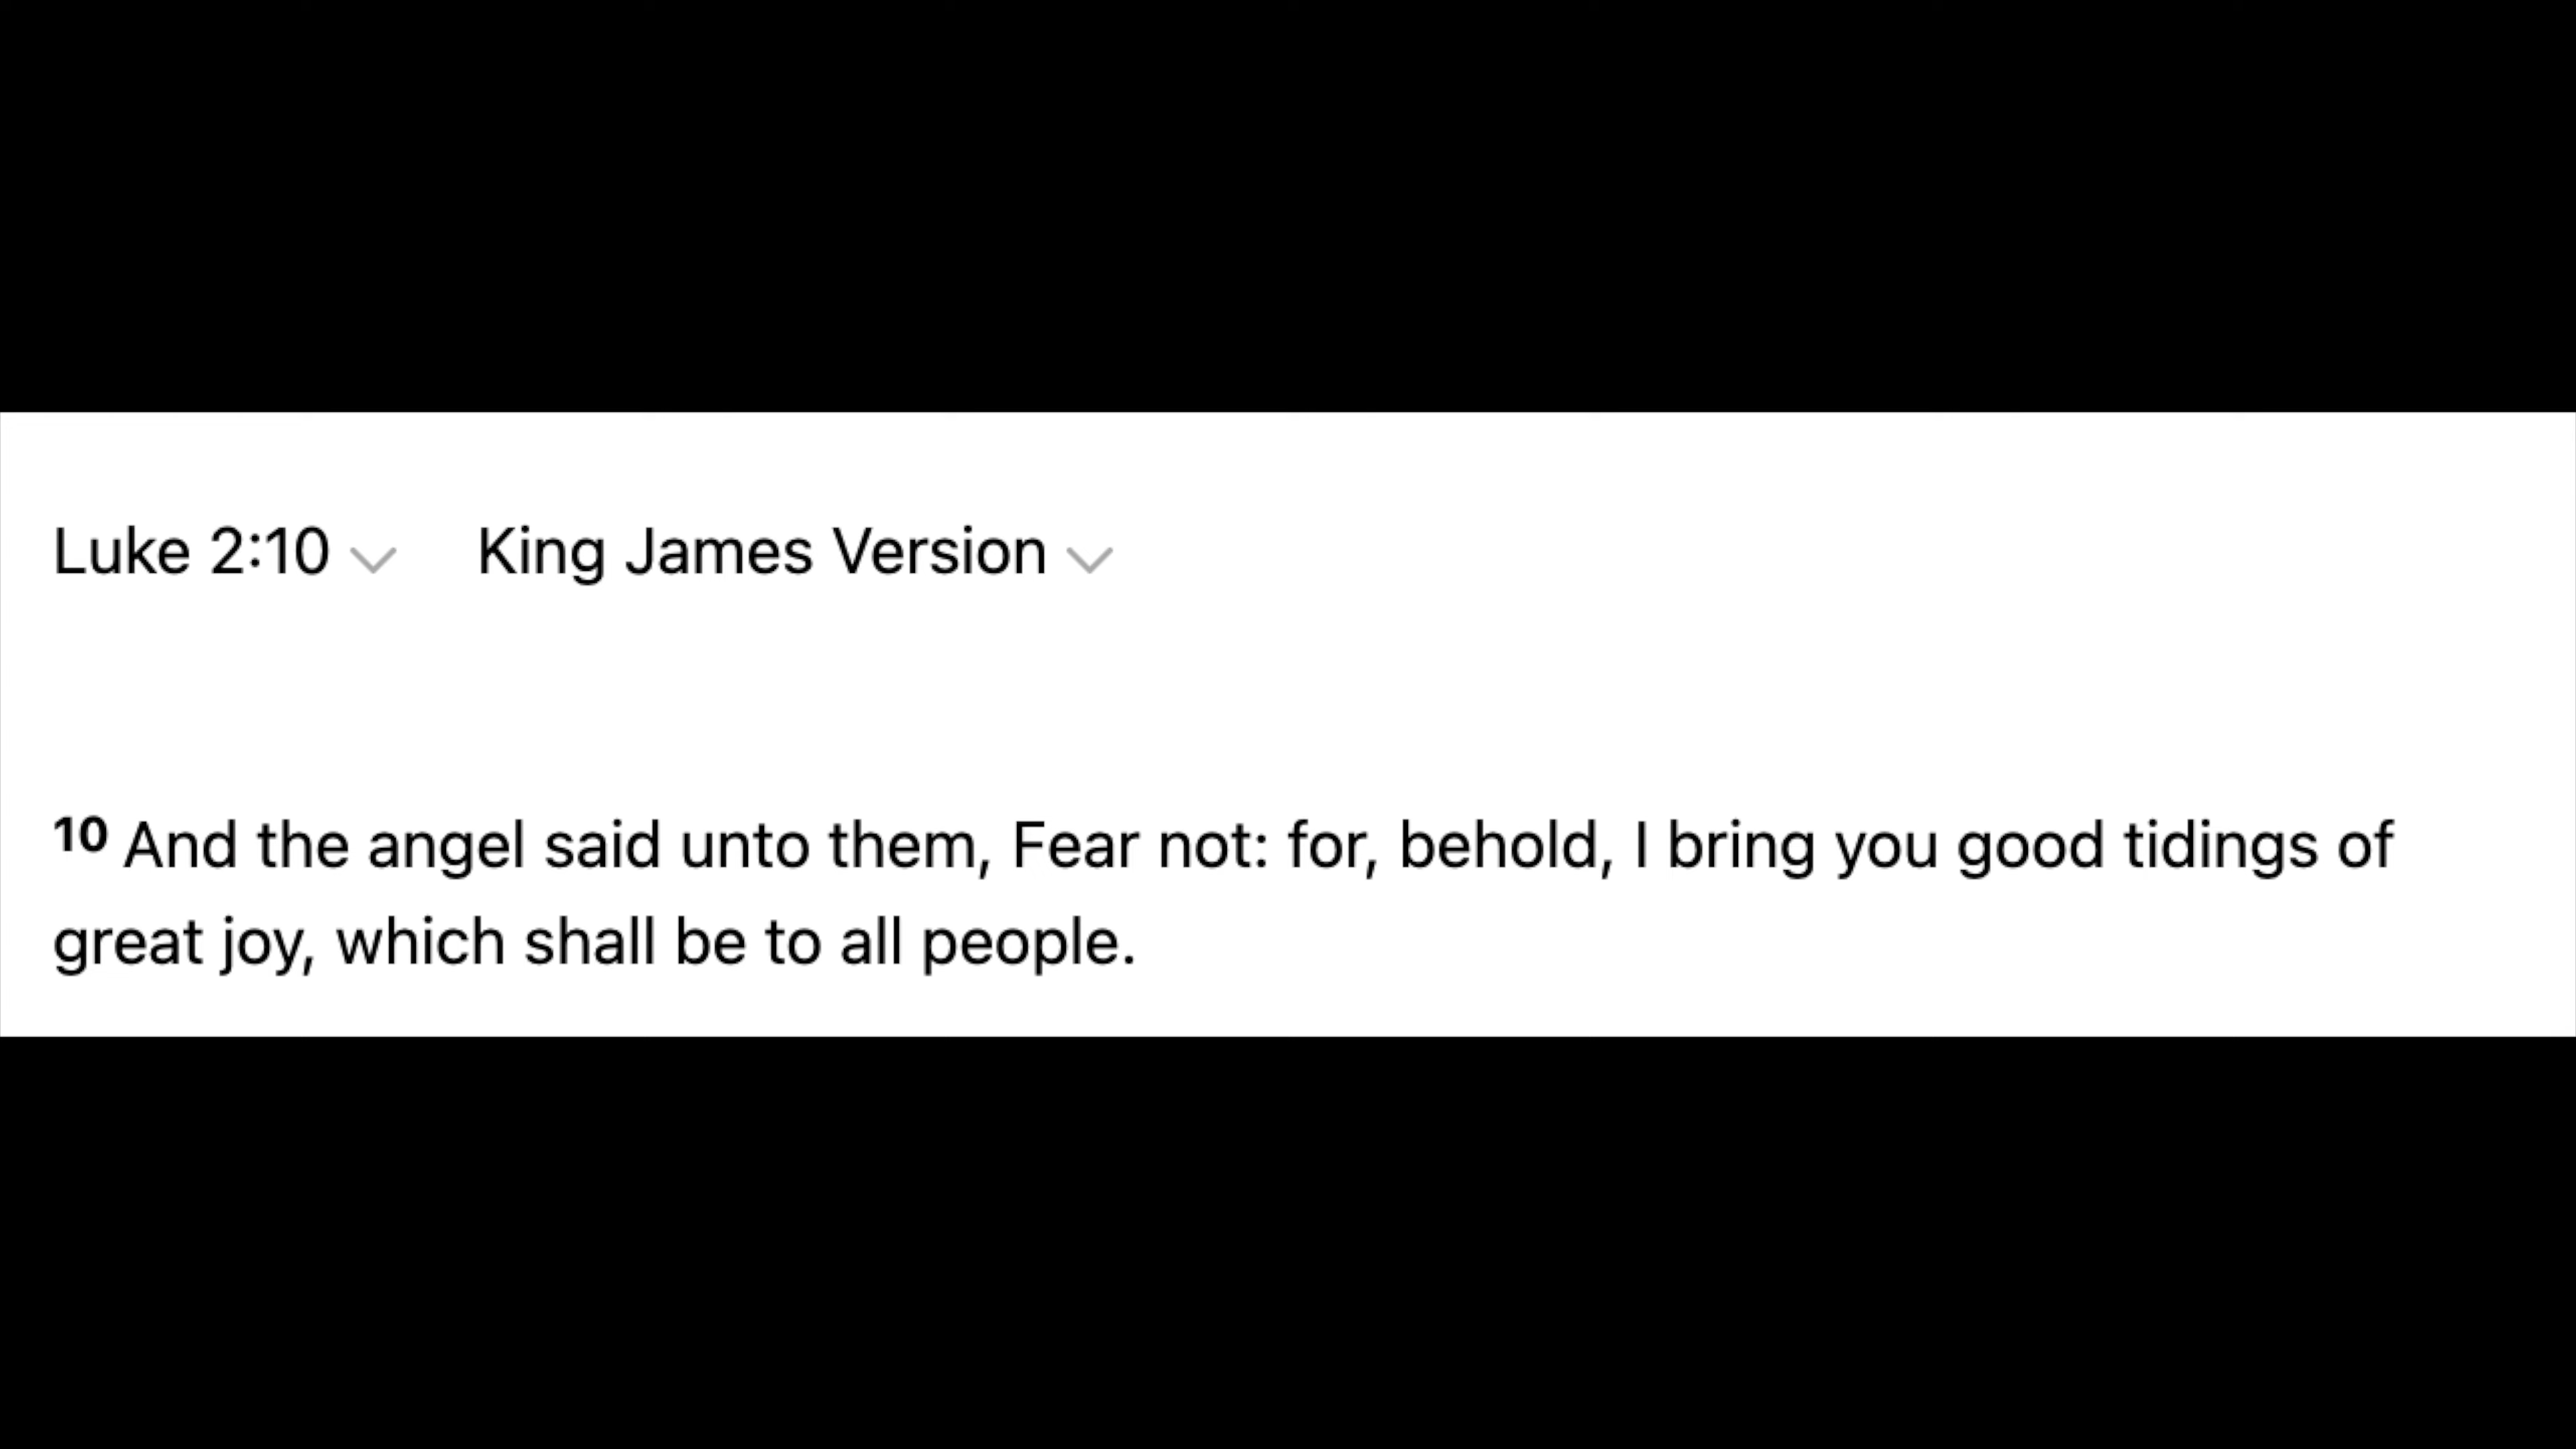 Luke 2:10 King James Version
10 And the angel said unto them, Fear not: for, behold, I bring you good tidings of
great joy, which shall be to all people.